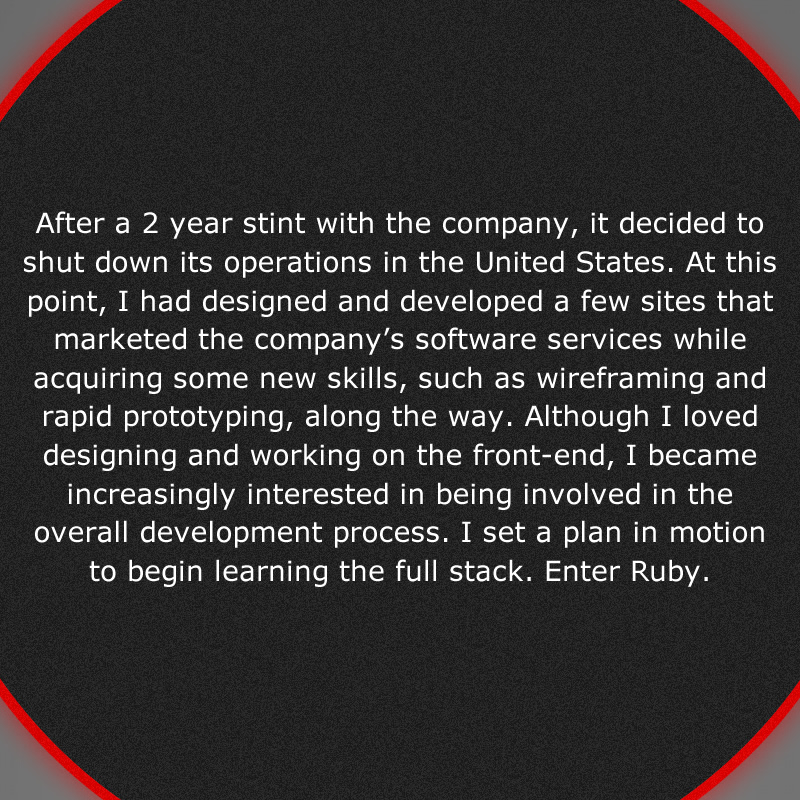 After a 2 year stint with the company, it decided to
shut down its operations in the United States. At this
point, I had designed and developed a few sites that
marketed the company’s software services while
acquiring some new skills, such as wireframing and
rapid prototyping, along the way. Although I loved
designing and working on the front-end, I became
increasingly interested in being involved in the
overall development process. I set a plan in motion
to begin learning the full stack. Enter Ruby.